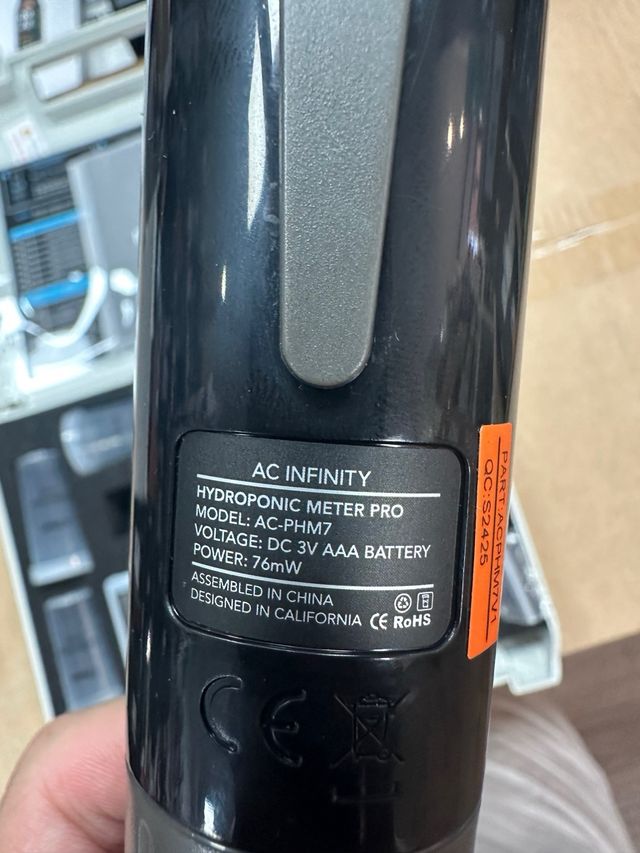 AC INFINITY
HYDROPONIC METER PRO
MODEL: AC-PHM7
VOLTAGE: DC 3V AAA BATTERY
POWER: 76mW
ASSEMBLED IN CHINA
DESIGNED IN CALIFORNIA CE RoHS
PART:ACPHM7V1
QC:S2425
CE